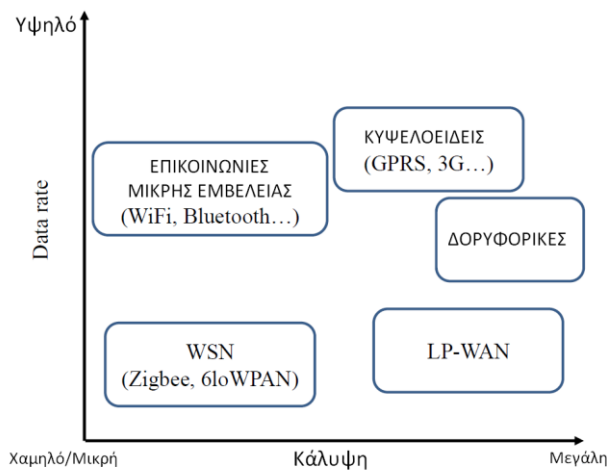 Υψηλό
Data rate
ΚΥΨΕΛΟΕΙΔΕΙΣ
(GPRS, 3G...)
ΕΠΙΚΟΙΝΩΝΙΕΣ
ΜΙΚΡΗΣ ΕΜΒΕΛΕΙΑΣ
(WiFi, Bluetooth...)
ΔΟΡΥΦΟΡΙΚΕΣ
WSN
(Zigbee, 6loWPAN)
LP-WAN
Χαμηλό/Μικρή
Κάλυψη
Μεγάλη